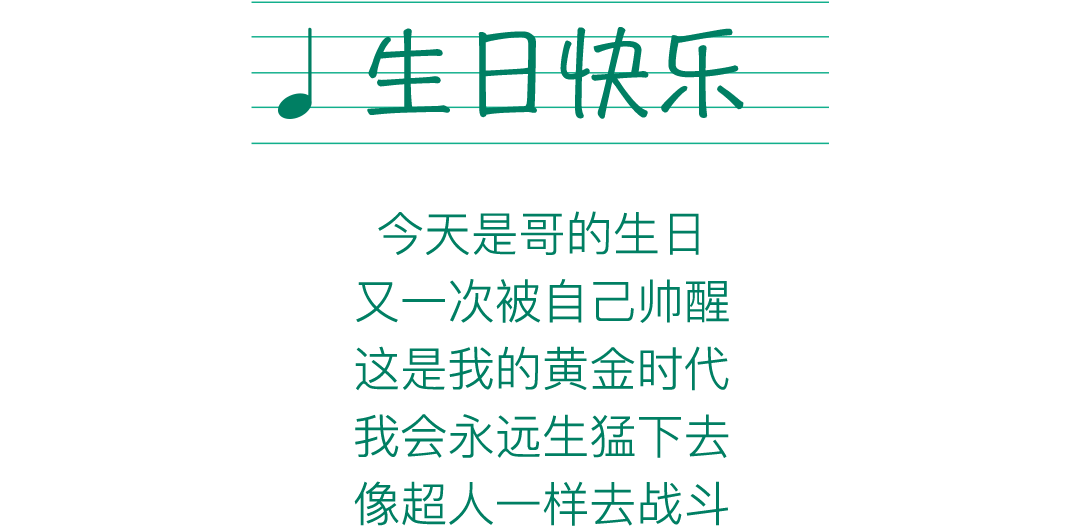 生日快乐
今天是哥的生日
又一次被自己帅醒
这是我的黄金时代
我会永远生猛下去
像超人一样去战斗